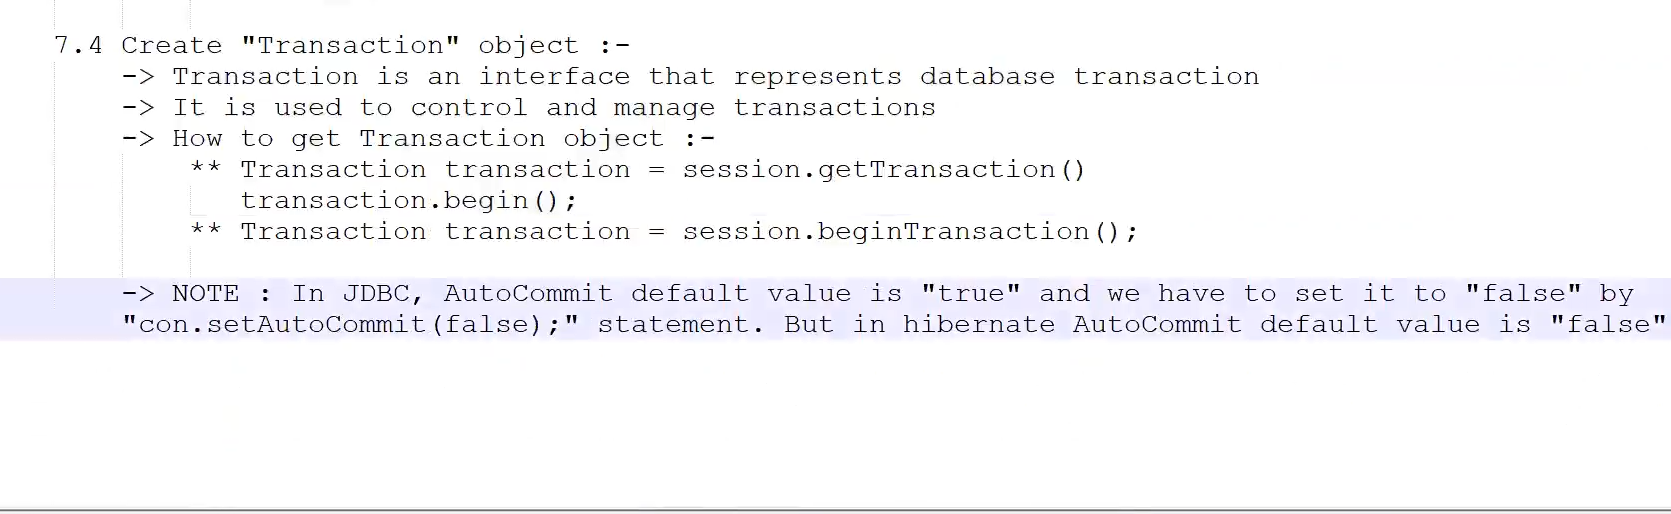 7.4 Create "Transaction" object :-
-> Transaction is an interface that represents database transaction
-> It is used to control and manage transactions
-> How to get Transaction object :-
** Transaction transaction = session.getTransaction()
transaction.begin();
** Transaction transaction = session.beginTransaction();
-> NOTE : In JDBC, AutoCommit default value is "true" and we have to set it to "false" by
"con.setAutoCommit(false);" statement. But in hibernate AutoCommit default value is "false"